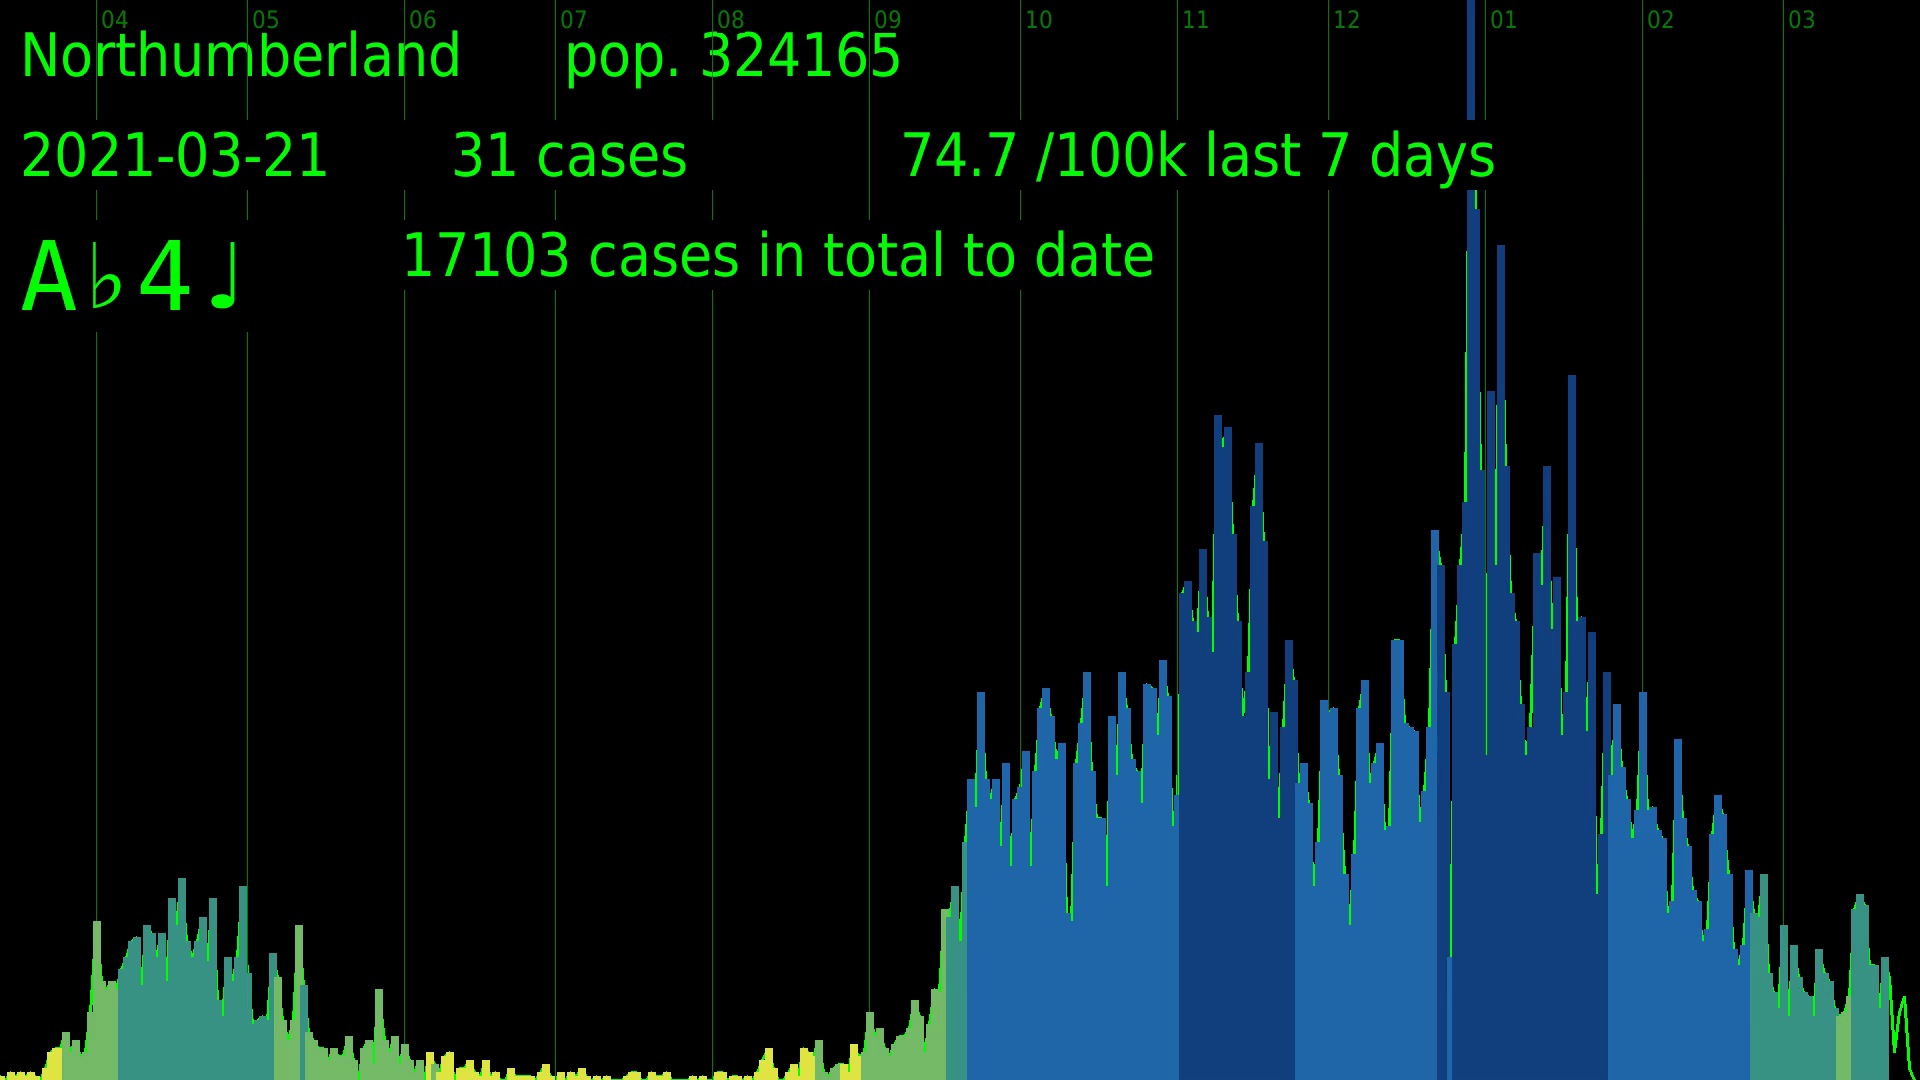 04 05 06 07 08 09 10 11 12 01 02 03
Northumberland pop. 324165
2021-03-21 31 cases 74.7 /100k last 7 days
A♭4♩ 17103 cases in total to date